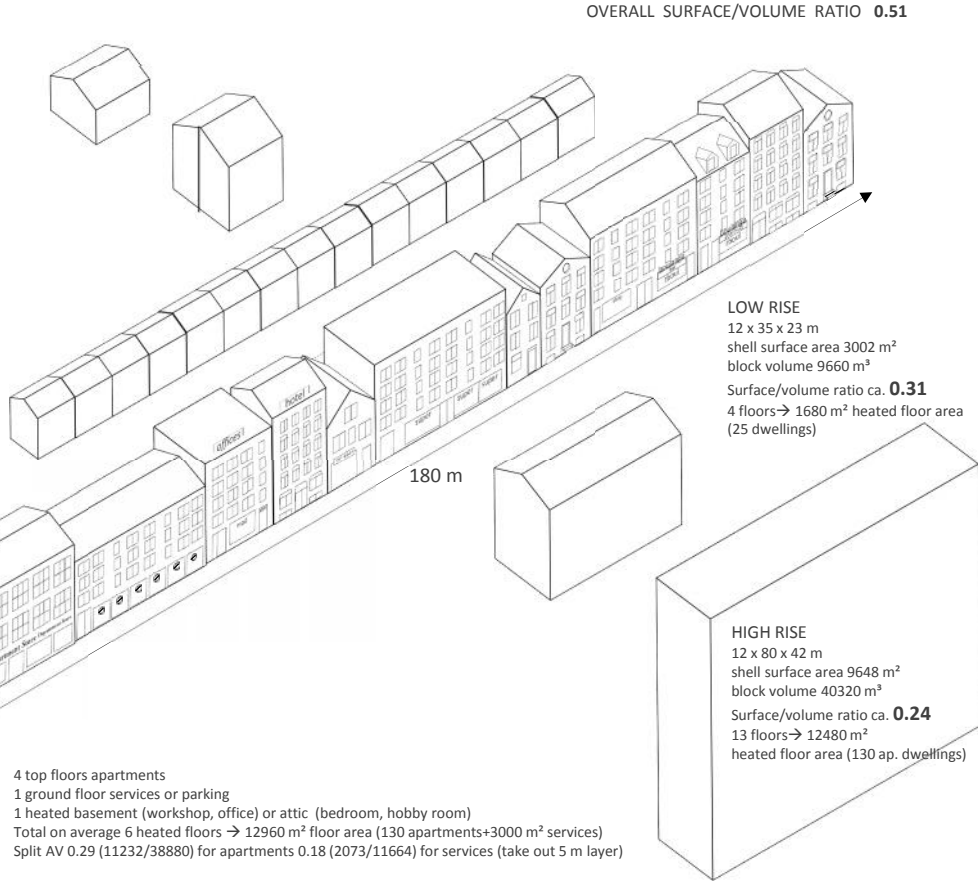 OVERALL SURFACE/VOLUME RATIO 0.51
LOW RISE
12 x 35 x 23 m
shell surface area 3002 m²
block volume 9660 m³
Surface/volume ratio ca. 0.31
4 floors→ 1680 m² heated floor area
(25 dwellings)
hotel
offices
super super super
180 m
HIGH RISE
12 x 80 x 42 m
shell surface area 9648 m²
block volume 40320 m³
Surface/volume ratio ca. 0.24
13 floors→ 12480 m²
heated floor area (130 ap. dwellings)
4 top floors apartments
1 ground floor services or parking
1 heated basement (workshop, office) or attic (bedroom, hobby room)
Total on average 6 heated floors → 12960 m² floor area (130 apartments+3000 m² services)
Split AV 0.29 (11232/38880) for apartments 0.18 (2073/11664) for services (take out 5 m layer)